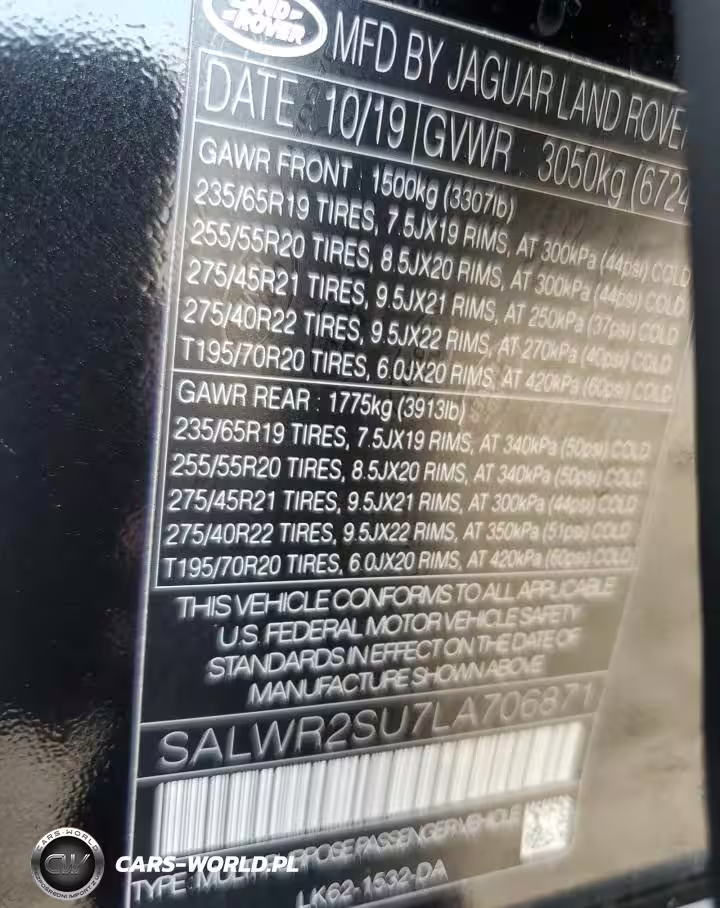 LAND
ROVER
MFD BY JAGUAR LAND ROVER
DATE 10/19 GVWR : 3050kg (6724
GAWR FRONT : 1500kg (3307lb)
235/65R19 TIRES, 7.5JX19 RIMS, AT 300kPa (44psi) COLD
255/55R20 TIRES, 8.5JX20 RIMS, AT 300kPa (44psi) COLD
275/45R21 TIRES, 9.5JX21 RIMS, AT 250kPa (37psi) COLD
275/40R22 TIRES, 9.5JX22 RIMS, AT 270kPa (40psi) COLD
T195/70R20 TIRES, 6.0JX20 RIMS, AT 420kPa (60psi) COLD
GAWR REAR : 1775kg (3913lb)
235/65R19 TIRES, 7.5JX19 RIMS, AT 340kPa (50psi) COLD
255/55R20 TIRES, 8.5JX20 RIMS, AT 340kPa (50psi) COLD
275/45R21 TIRES, 9.5JX21 RIMS, AT 300kPa (44psi) COLD
275/40R22 TIRES, 9.5JX22 RIMS, AT 350kPa (51psi) COLD
T195/70R20 TIRES, 6.0JX20 RIMS, AT 420kPa (60psi) COLD
THIS VEHICLE CONFORMS TO ALL APPLICABLE
U.S. FEDERAL MOTOR VEHICLE SAFETY
STANDARDS IN EFFECT ON THE DATE OF
MANUFACTURE SHOWN ABOVE
SALWR2SU7LA706871
TYPE : MULTI PURPOSE PASSENGER VEHICLE
LK62-1532-DA
CARS-WORLD
CW
CARS-WORLD.PL